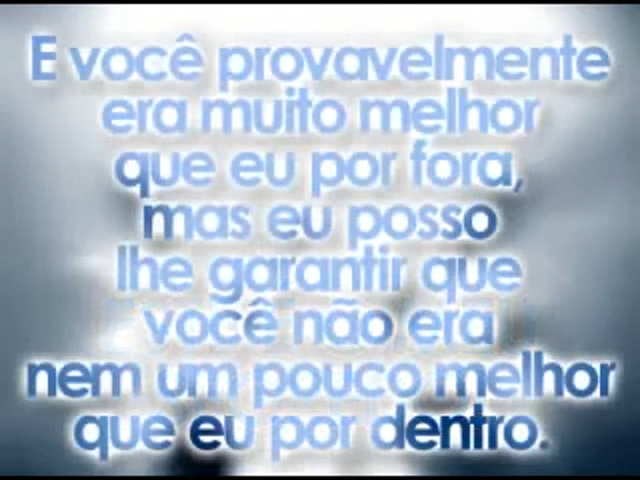 E você provavelmente
era muito melhor
que eu por fora,
mas eu posso
lhe garantir que
você não era
nem um pouco melhor
que eu por dentro.